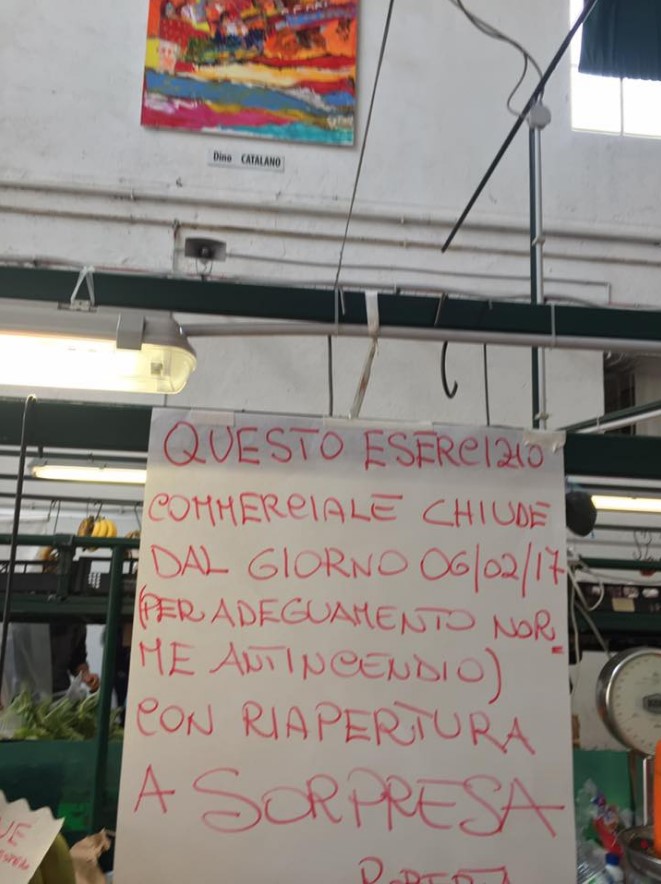 Dino CATALANO
QUESTO ESERCIZIO
COMMERCIALE CHIUDE
DAL GIORNO 06/02/17
(PER ADEGUAMENTO NOR=
ME ANTINCENDIO)
CON RIAPERTURA
A SORPRESA
ROBERTA